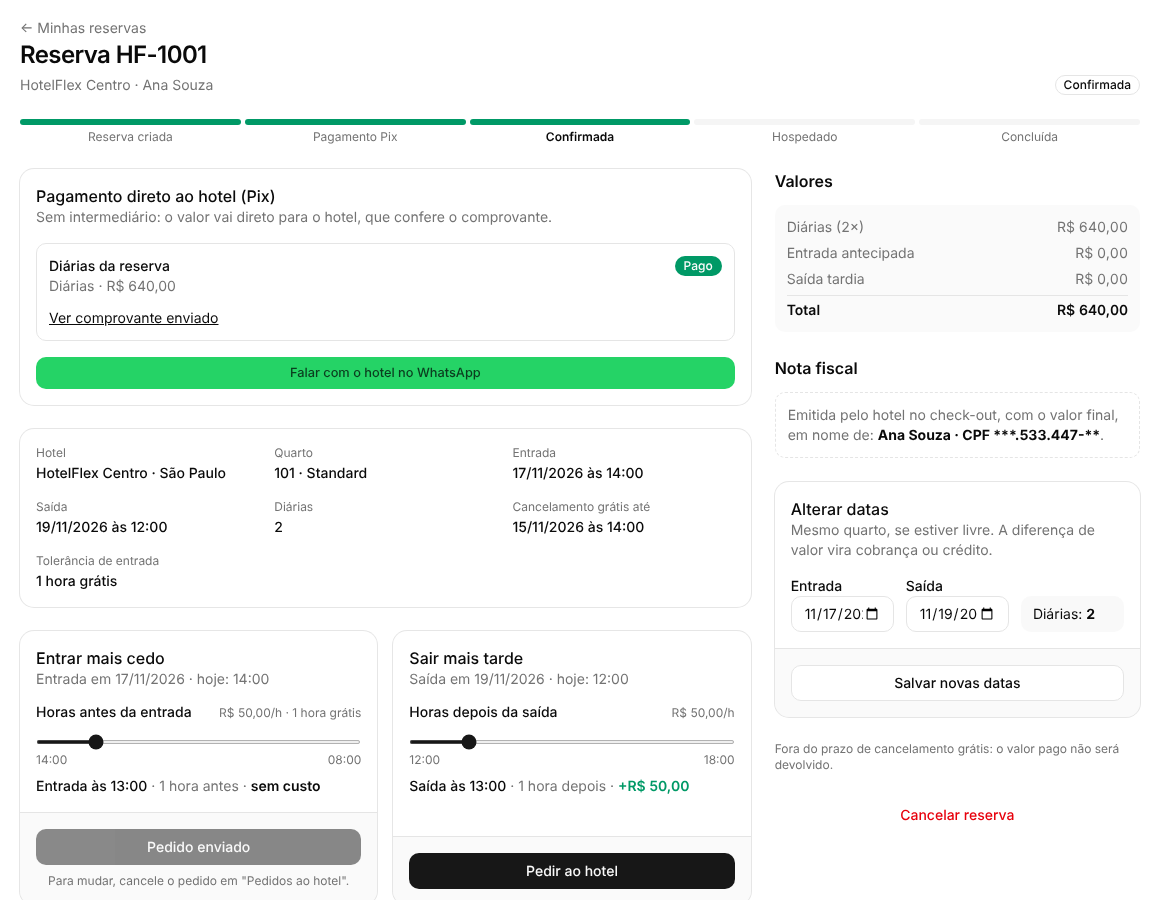 ← Minhas reservas
Reserva HF-1001
HotelFlex Centro · Ana Souza
Confirmada
Reserva criada
Pagamento Pix
Confirmada
Hospedado
Concluída
Pagamento direto ao hotel (Pix)
Sem intermediário: o valor vai direto para o hotel, que confere o comprovante.
Diárias da reserva
Pago
Diárias · R$ 640,00
Ver comprovante enviado
Falar com o hotel no WhatsApp
Hotel
HotelFlex Centro · São Paulo
Quarto
101 · Standard
Entrada
17/11/2026 às 14:00
Saída
19/11/2026 às 12:00
Diárias
2
Cancelamento grátis até
15/11/2026 às 14:00
Tolerância de entrada
1 hora grátis
Entrar mais cedo
Entrada em 17/11/2026 · hoje: 14:00
Horas antes da entrada
R$ 50,00/h · 1 hora grátis
14:00
08:00
Entrada às 13:00 · 1 hora antes · sem custo
Pedido enviado
Para mudar, cancele o pedido em "Pedidos ao hotel".
Sair mais tarde
Saída em 19/11/2026 · hoje: 12:00
Horas depois da saída
R$ 50,00/h
12:00
18:00
Saída às 13:00 · 1 hora depois · +R$ 50,00
Pedir ao hotel
Valores
Diárias (2×)
R$ 640,00
Entrada antecipada
R$ 0,00
Saída tardia
R$ 0,00
Total
R$ 640,00
Nota fiscal
Emitida pelo hotel no check-out, com o valor final,
em nome de: Ana Souza · CPF ***.533.447-**.
Alterar datas
Mesmo quarto, se estiver livre. A diferença de
valor vira cobrança ou crédito.
Entrada
Saída
11/17/20
11/19/20
Diárias: 2
Salvar novas datas
Fora do prazo de cancelamento grátis: o valor pago não será
devolvido.
Cancelar reserva